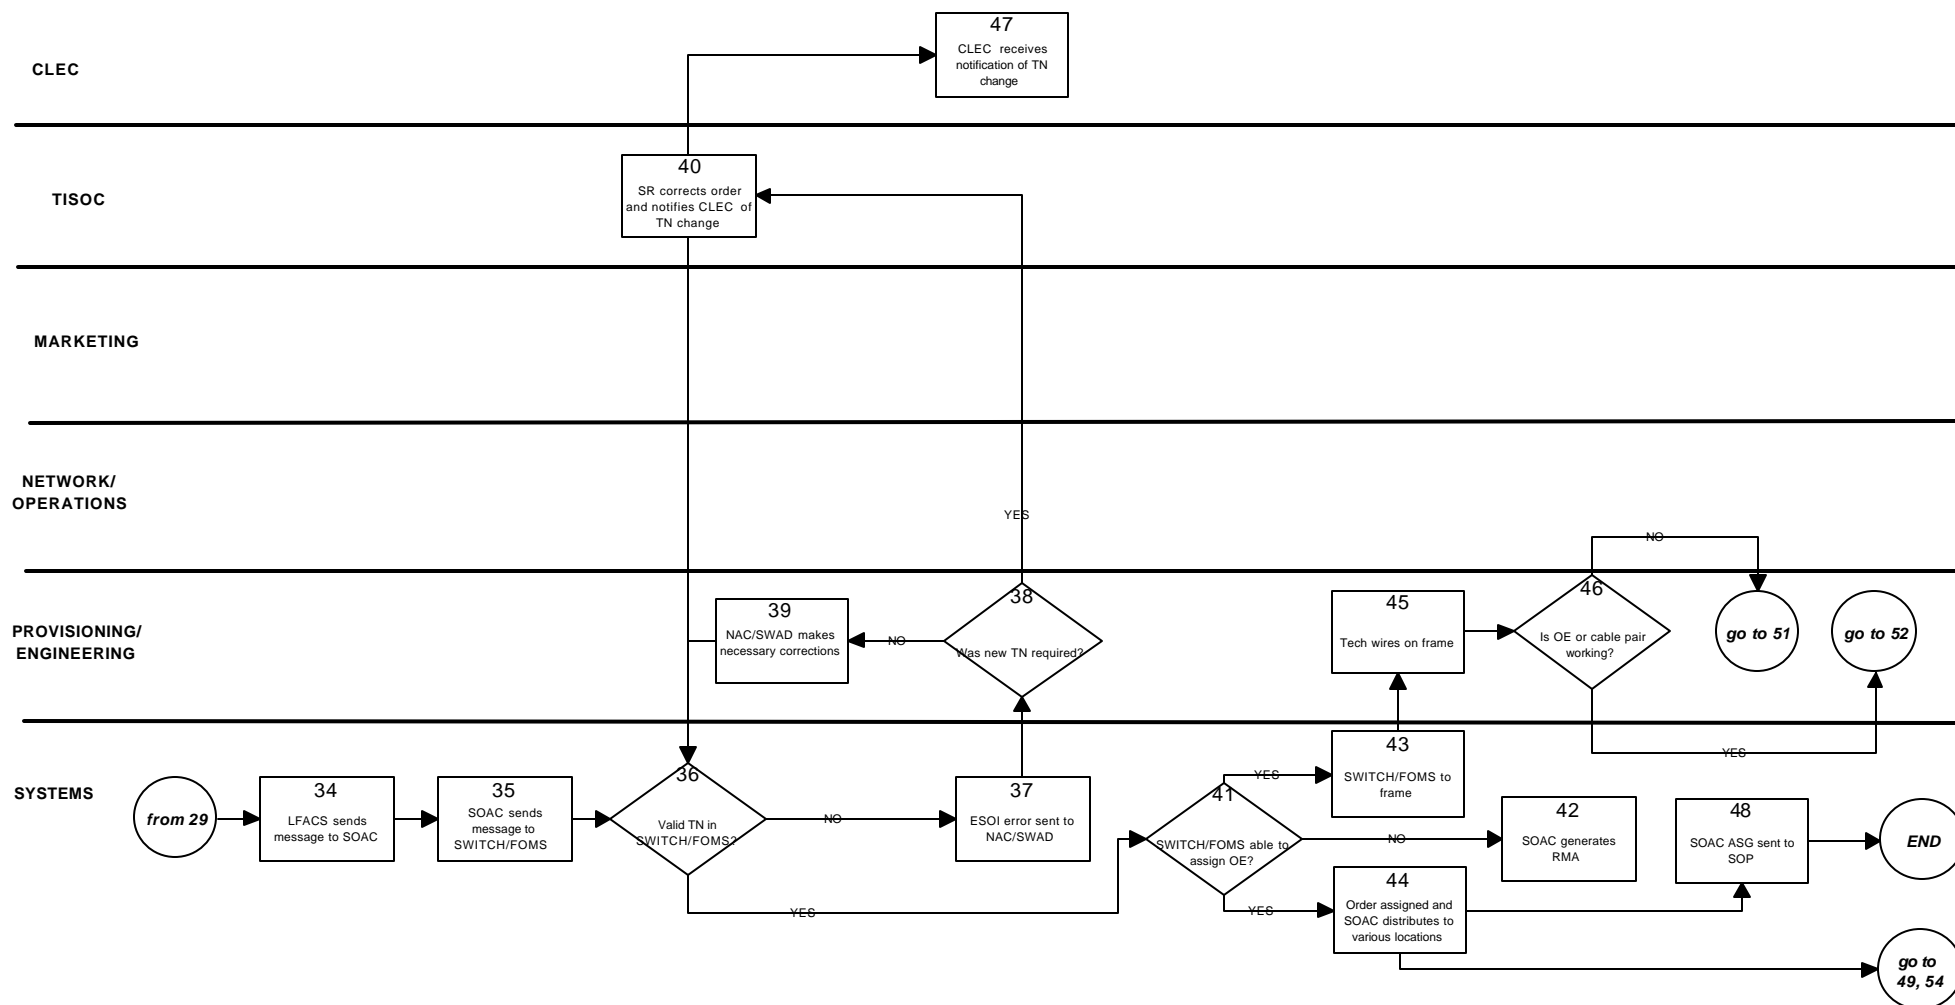 47
CLEC receives
notification of TN
change
CLEC
40
SR corrects order
and notifies CLEC of
TN change
TISOC
MARKETING
NETWORK/
OPERATIONS
YES
NO
PROVISIONING/
ENGINEERING
39
NAC/SWAD makes
necessary corrections
NO
38
Was new TN required?
45
Tech wires on frame
46
Is OE or cable pair
working?
go to 51
go to 52
YES
SYSTEMS
from 29
34
LFACS sends
message to SOAC
35
SOAC sends
message to
SWITCH/FOMS
36
Valid TN in
SWITCH/FOMS?
NO
YES
37
ESOI error sent to
NAC/SWAD
41
SWITCH/FOMS able to
assign OE?
YES
43
SWITCH/FOMS to
frame
NO
42
SOAC generates
RMA
YES
44
Order assigned and
SOAC distributes to
various locations
48
SOAC ASG sent to
SOP
END
go to
49, 54